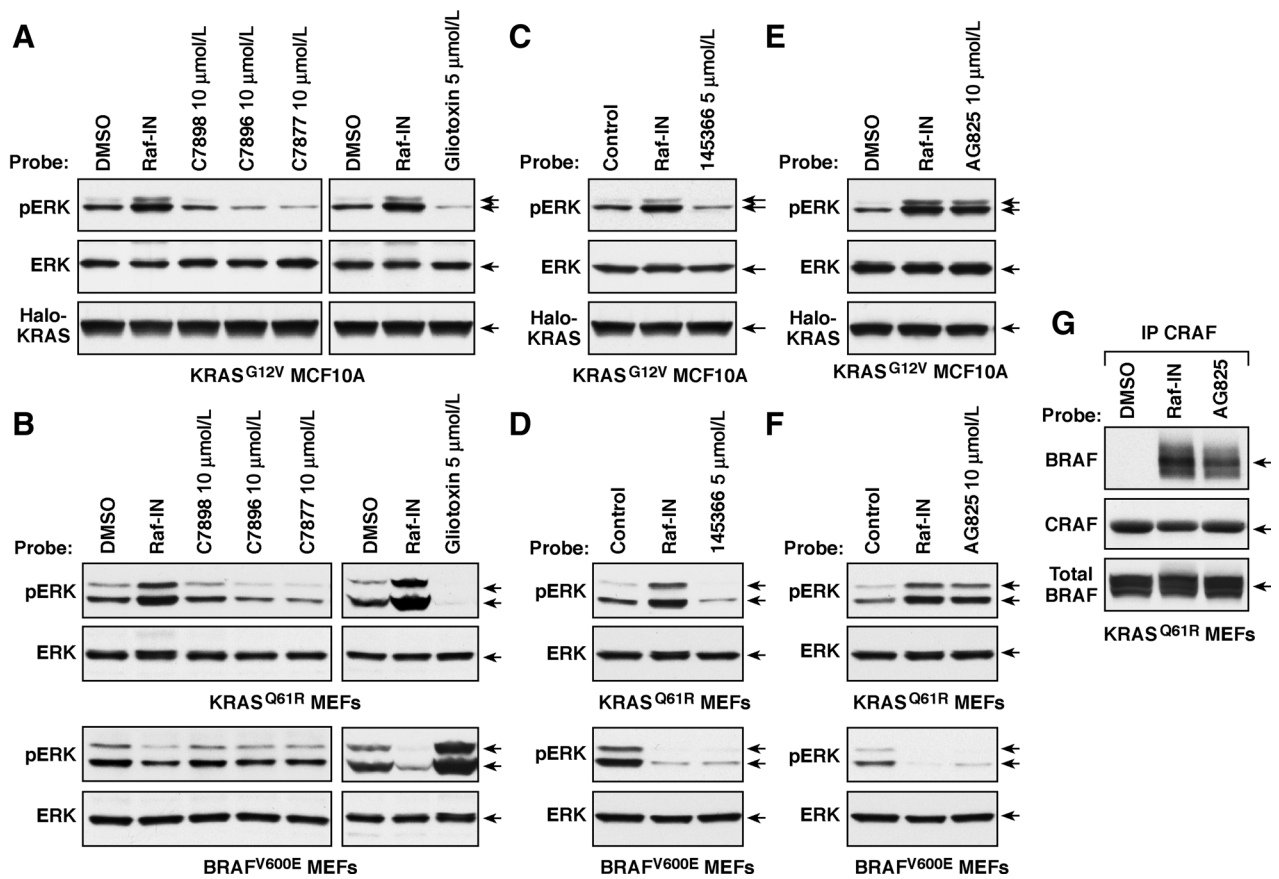 A
DMSO
Raf-IN
C7898 10 μmol/L
C7896 10 μmol/L
C7877 10 μmol/L
DMSO
Raf-IN
Gliotoxin 5 μmol/L
Probe:
pERK
ERK
Halo-
KRAS
KRAS^G12V MCF10A
C
Control
Raf-IN
145366 5 μmol/L
Probe:
pERK
ERK
Halo-
KRAS
KRAS^G12V MCF10A
E
DMSO
Raf-IN
AG825 10 μmol/L
Probe:
pERK
ERK
Halo-
KRAS
KRAS^G12V MCF10A
B
DMSO
Raf-IN
C7898 10 μmol/L
C7896 10 μmol/L
C7877 10 μmol/L
DMSO
Raf-IN
Gliotoxin 5 μmol/L
Probe:
pERK
ERK
KRAS^Q61R MEFs
pERK
ERK
BRAF^V600E MEFs
D
Control
Raf-IN
145366 5 μmol/L
Probe:
pERK
ERK
KRAS^Q61R MEFs
pERK
ERK
BRAF^V600E MEFs
F
Control
Raf-IN
AG825 10 μmol/L
Probe:
pERK
ERK
KRAS^Q61R MEFs
pERK
ERK
BRAF^V600E MEFs
G
IP CRAF
DMSO
Raf-IN
AG825
Probe:
BRAF
CRAF
Total
BRAF
KRAS^Q61R MEFs